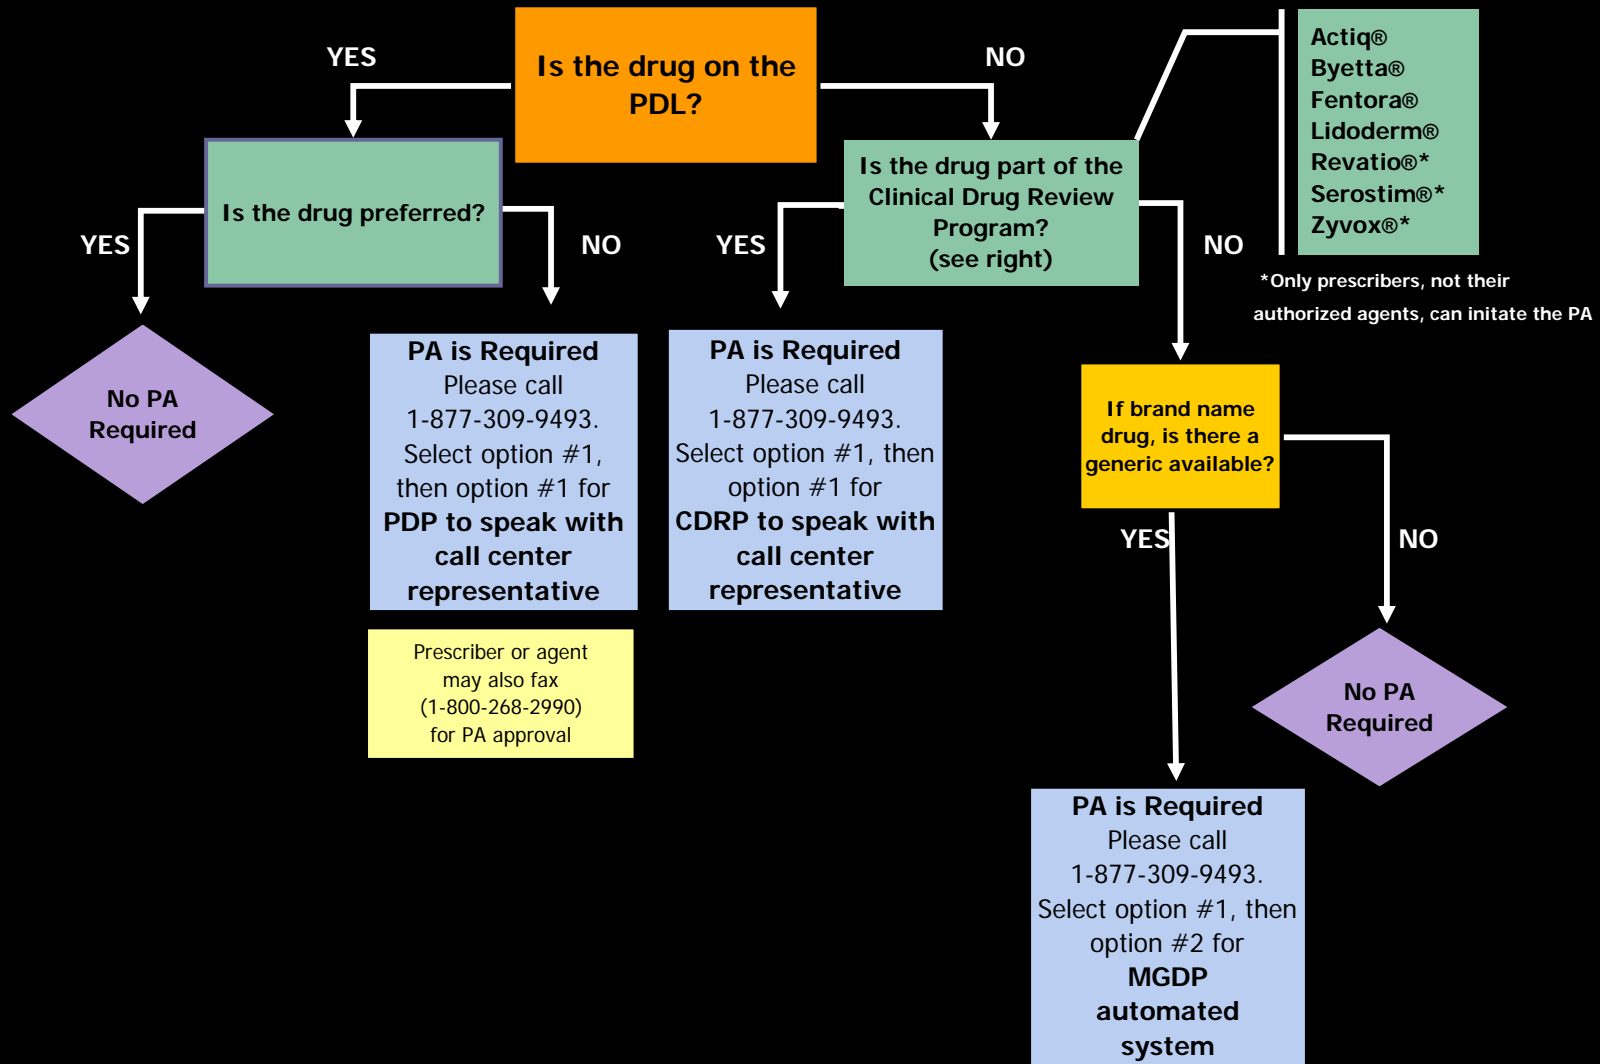 Is the drug on the
PDL?
YES
NO
Is the drug preferred?
YES
NO
No PA
Required
PA is Required
Please call
1-877-309-9493.
Select option #1,
then option #1 for
PDP to speak with
call center
representative
Prescriber or agent
may also fax
(1-800-268-2990)
for PA approval
Is the drug part of the
Clinical Drug Review
Program?
(see right)
YES
NO
Actiq®
Byetta®
Fentora®
Lidoderm®
Revatio®*
Serostim®*
Zyvox®*
*Only prescribers, not their
authorized agents, can initate the PA
PA is Required
Please call
1-877-309-9493.
Select option #1, then
option #1 for
CDRP to speak with
call center
representative
If brand name
drug, is there a
generic available?
YES
NO
No PA
Required
PA is Required
Please call
1-877-309-9493.
Select option #1, then
option #2 for
MGDP
automated
system